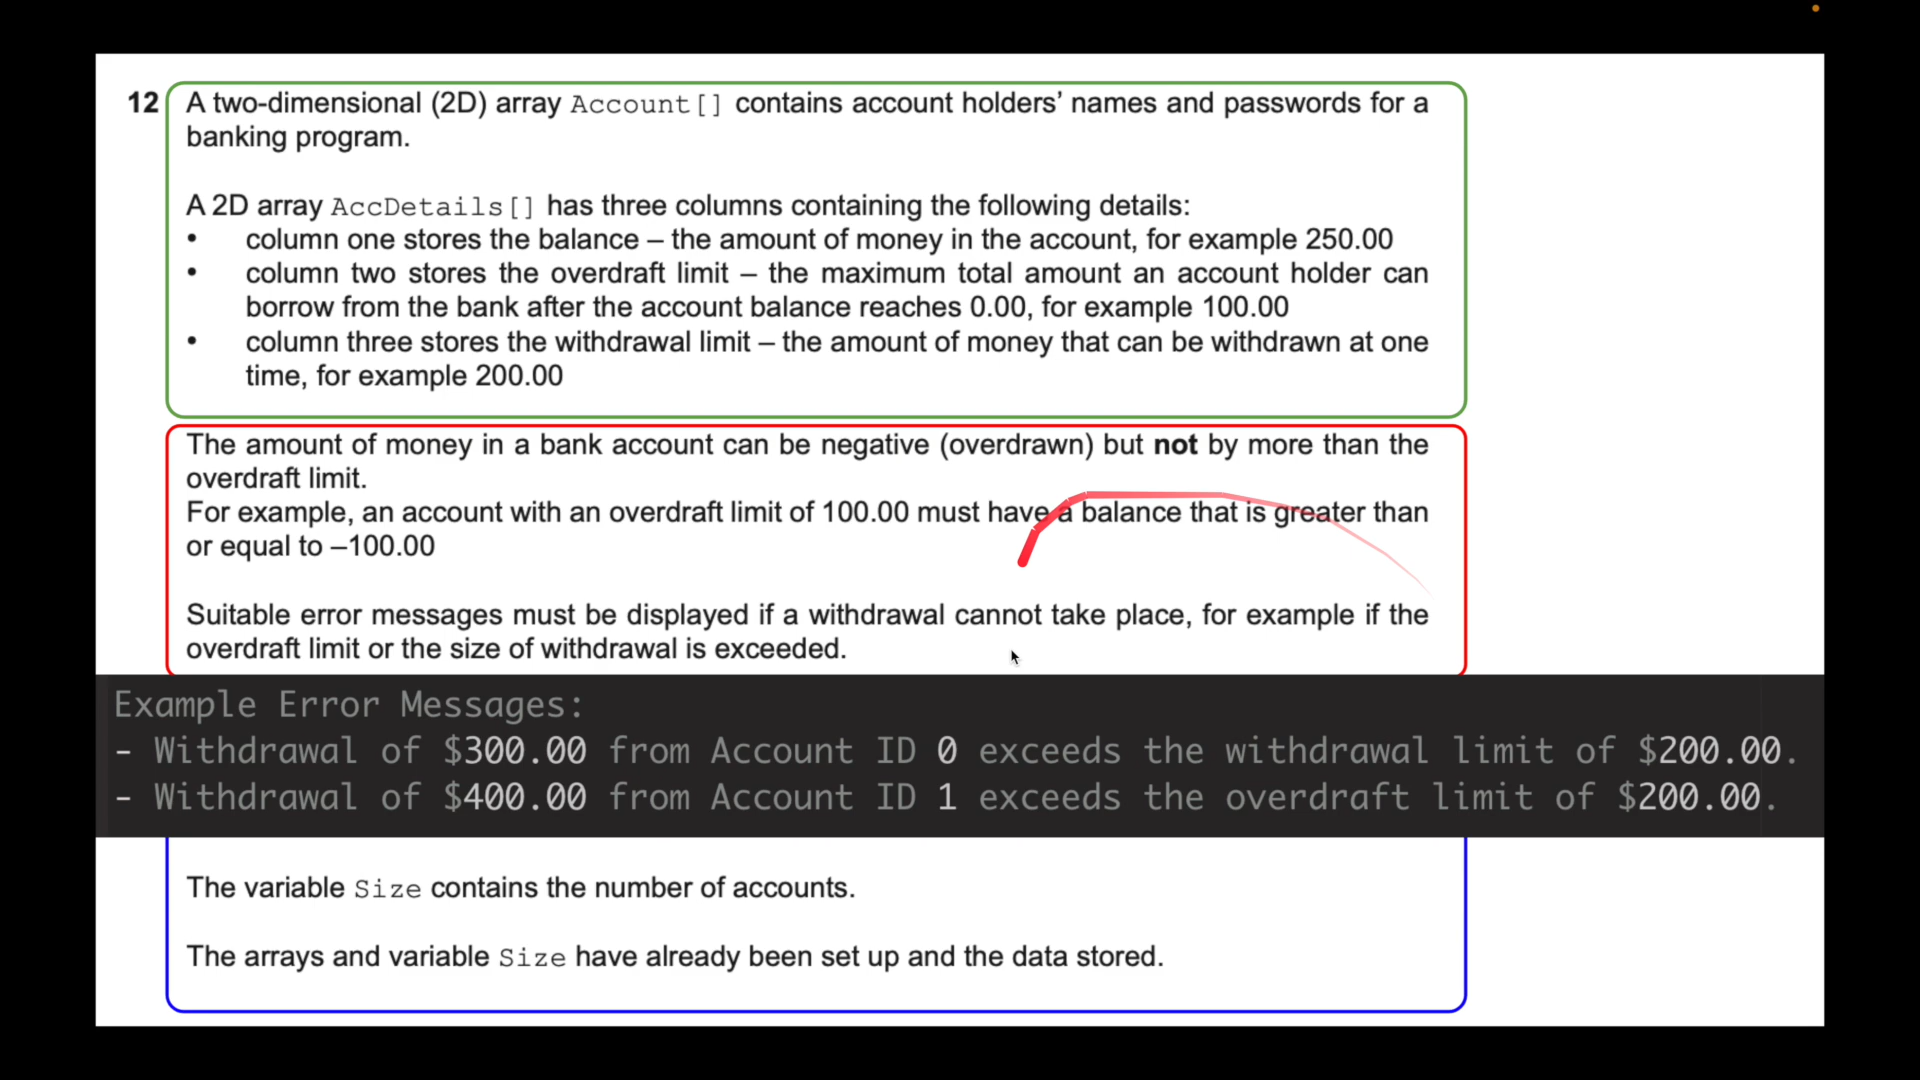 12 A two-dimensional (2D) array Account[] contains account holders’ names and passwords for a
banking program.
A 2D array AccDetails[] has three columns containing the following details:
• column one stores the balance – the amount of money in the account, for example 250.00
• column two stores the overdraft limit – the maximum total amount an account holder can
borrow from the bank after the account balance reaches 0.00, for example 100.00
• column three stores the withdrawal limit – the amount of money that can be withdrawn at one
time, for example 200.00
The amount of money in a bank account can be negative (overdrawn) but not by more than the
overdraft limit.
For example, an account with an overdraft limit of 100.00 must have a balance that is greater than
or equal to –100.00
Suitable error messages must be displayed if a withdrawal cannot take place, for example if the
overdraft limit or the size of withdrawal is exceeded.
Example Error Messages:
- Withdrawal of $300.00 from Account ID 0 exceeds the withdrawal limit of $200.00.
- Withdrawal of $400.00 from Account ID 1 exceeds the overdraft limit of $200.00.
The variable Size contains the number of accounts.
The arrays and variable Size have already been set up and the data stored.